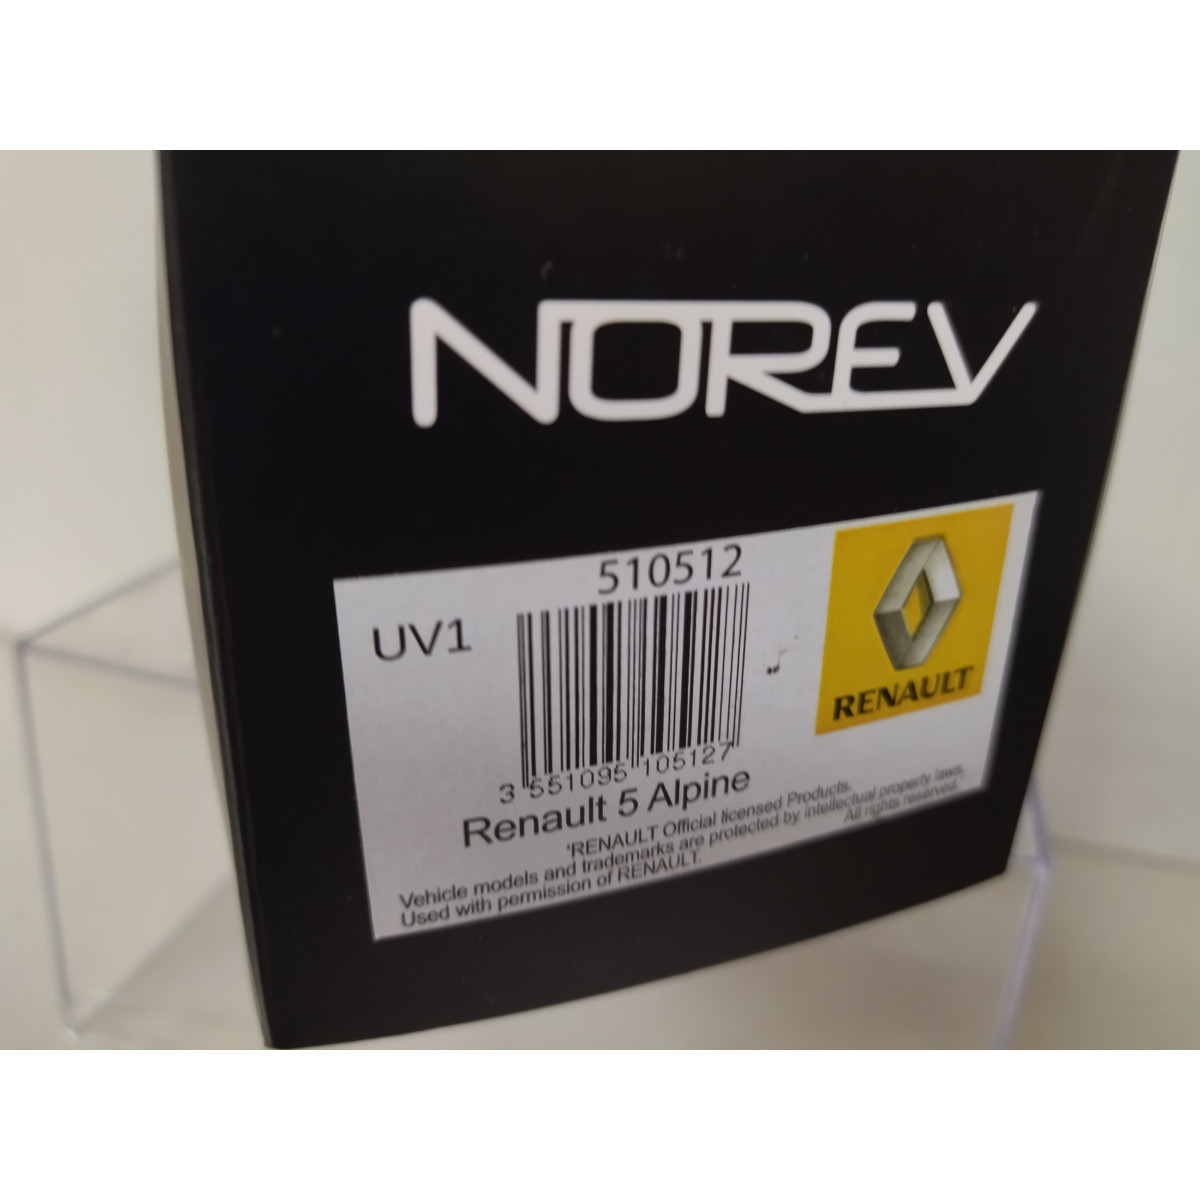 NOREV
510512
UV1
3 551095 105127
Renault 5 Alpine
RENAULT
'RENAULT Official licensed Products.
Vehicle models and trademarks are protected by intellectual property laws.
Used with permission of RENAULT.
All rights reserved.'